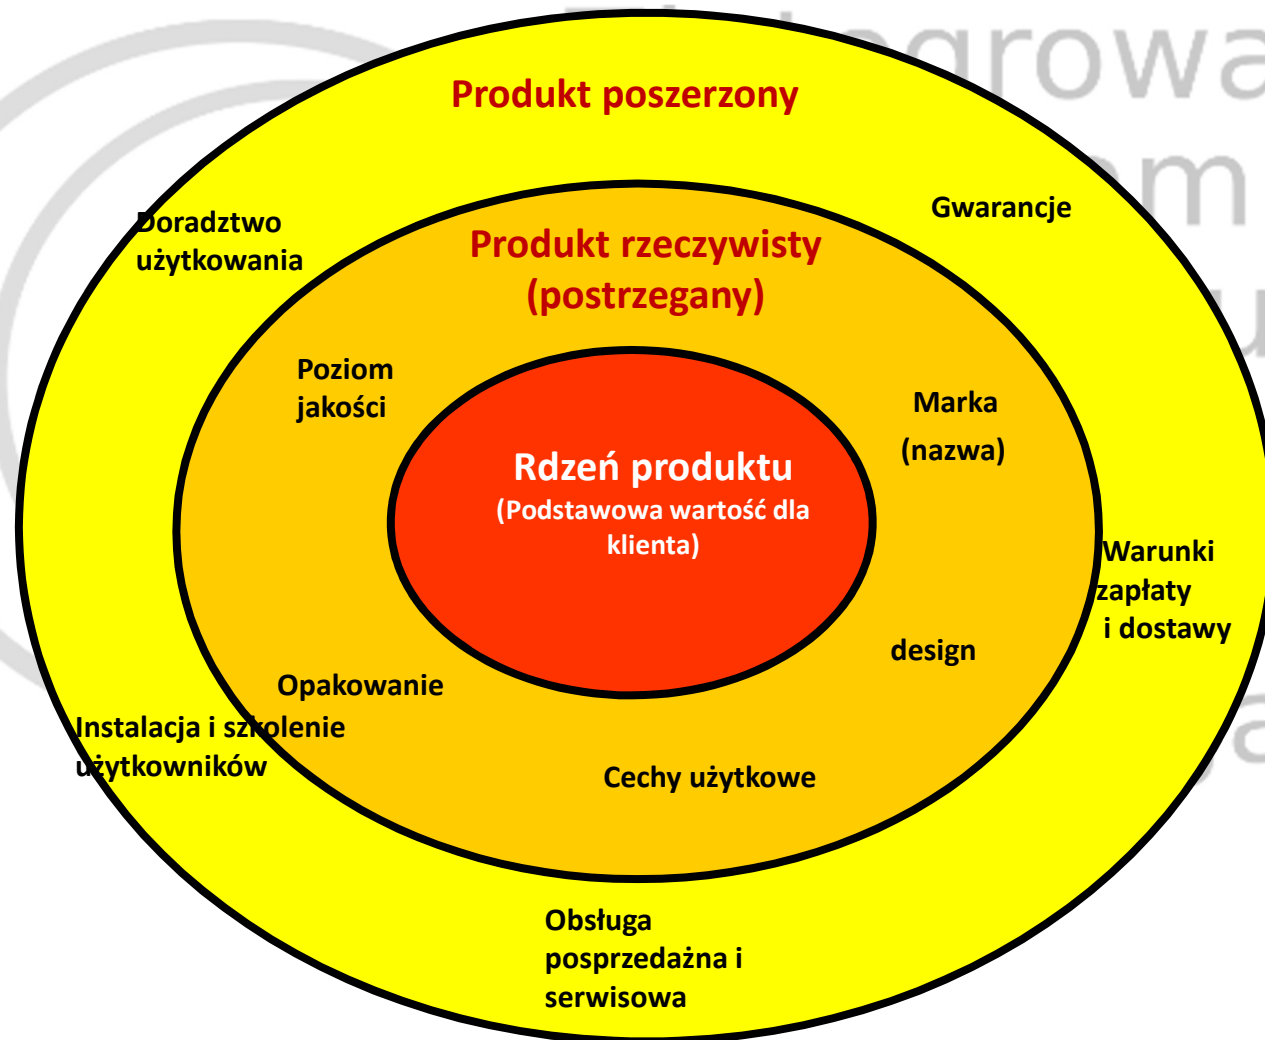 Produkt poszerzony
Gwarancje
Doradztwo
użytkowania
Produkt rzeczywisty
(postrzegany)
Poziom
jakości
Marka
(nazwa)
Rdzeń produktu
(Podstawowa wartość dla
klienta)
Warunki
zapłaty
i dostawy
design
Opakowanie
Instalacja i szkolenie
użytkowników
Cechy użytkowe
Obsługa
posprzedażna i
serwisowa